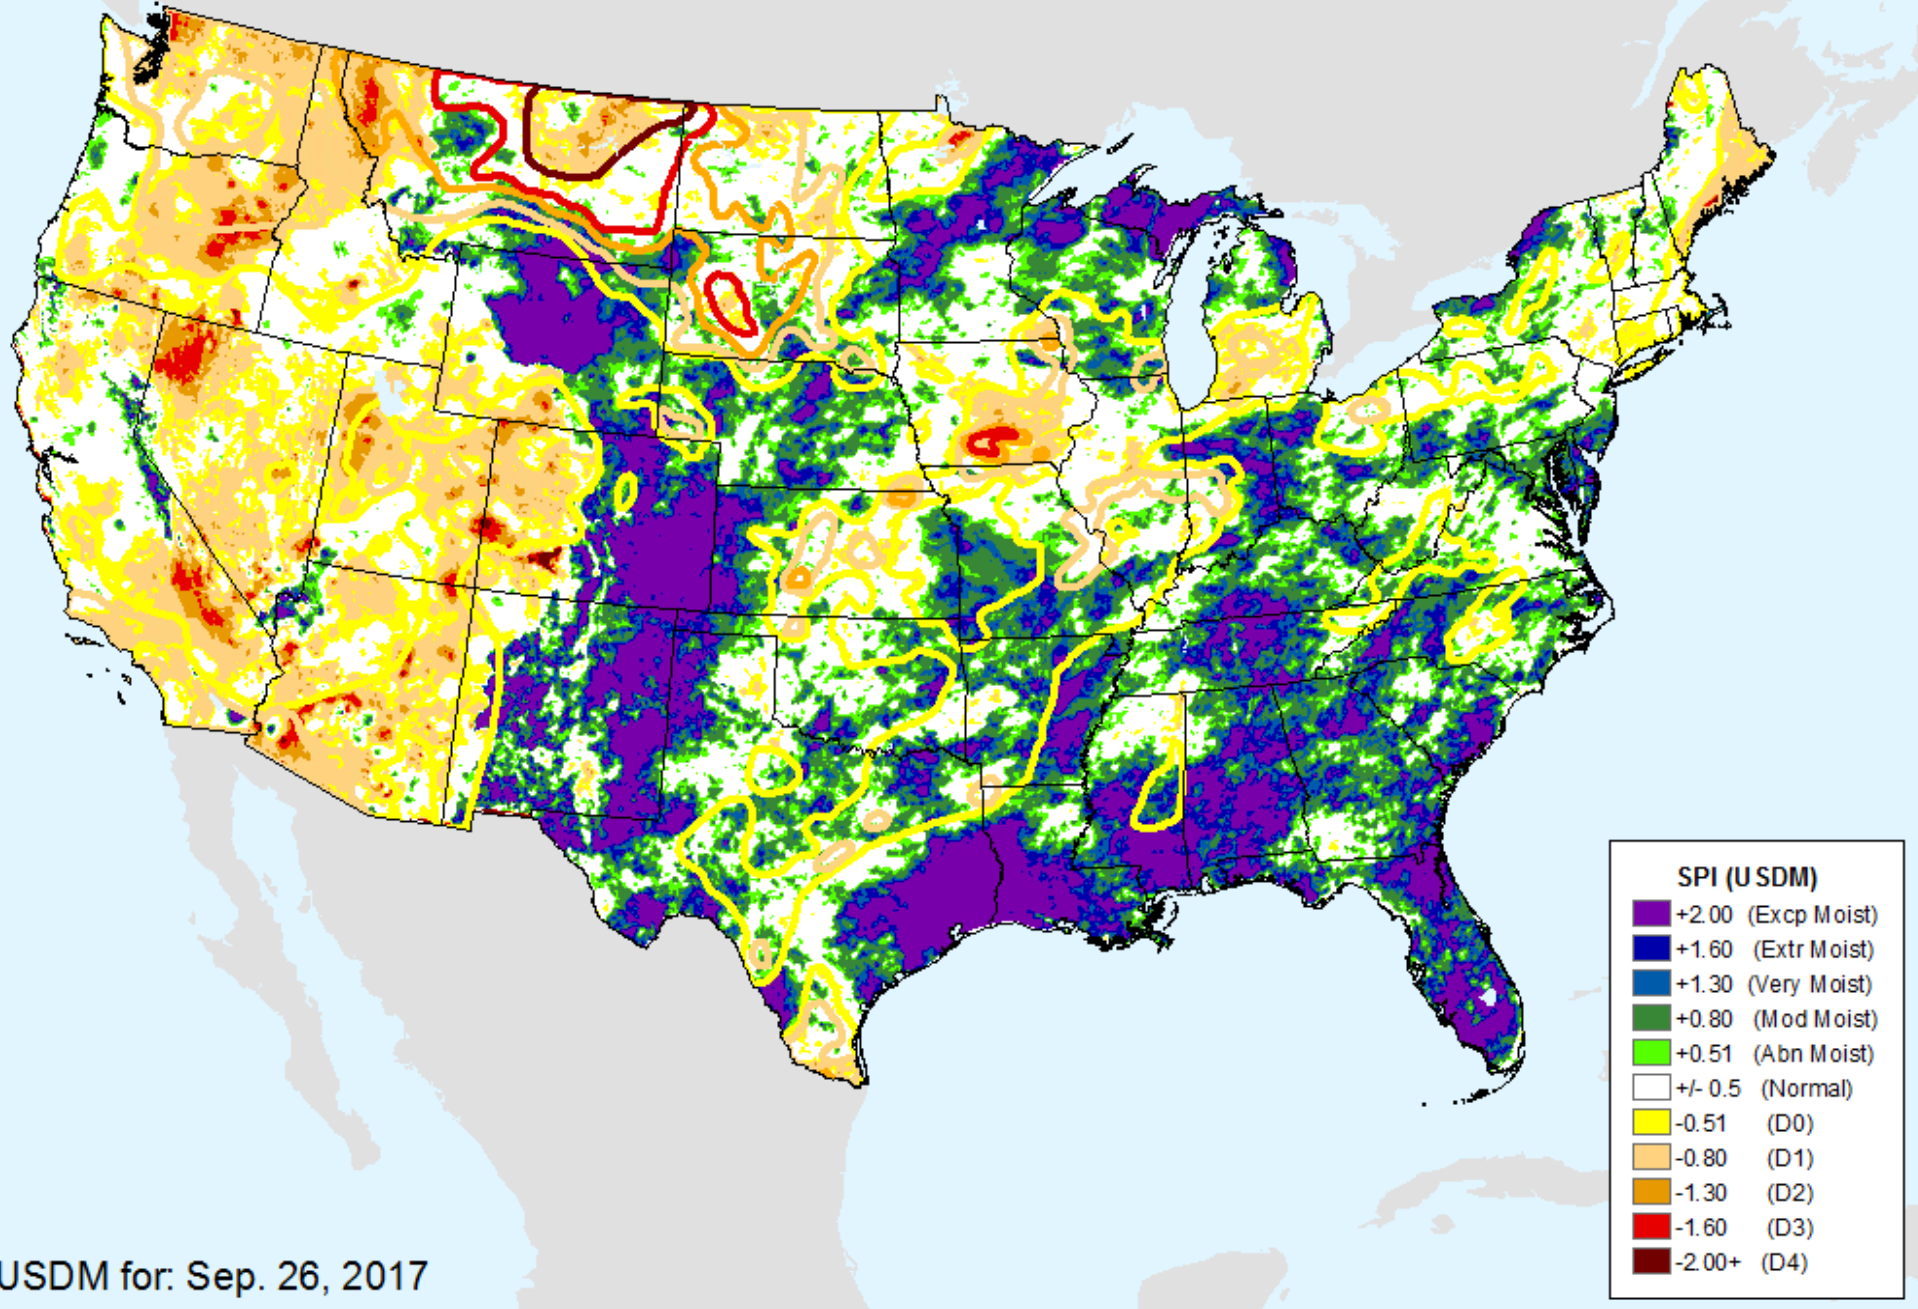 SPI (USDM)
+2.00 (Excp Moist)
+1.60 (Extr Moist)
+1.30 (Very Moist)
+0.80 (Mod Moist)
+0.51 (Abn Moist)
+/- 0.5 (Normal)
-0.51 (D0)
-0.80 (D1)
-1.30 (D2)
-1.60 (D3)
-2.00+ (D4)
USDM for: Sep. 26, 2017